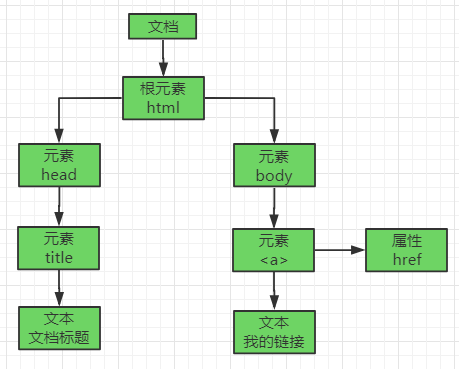 文档
根元素
html
元素
head
元素
body
元素
title
元素
<a>
属性
href
文本
文档标题
文本
我的链接